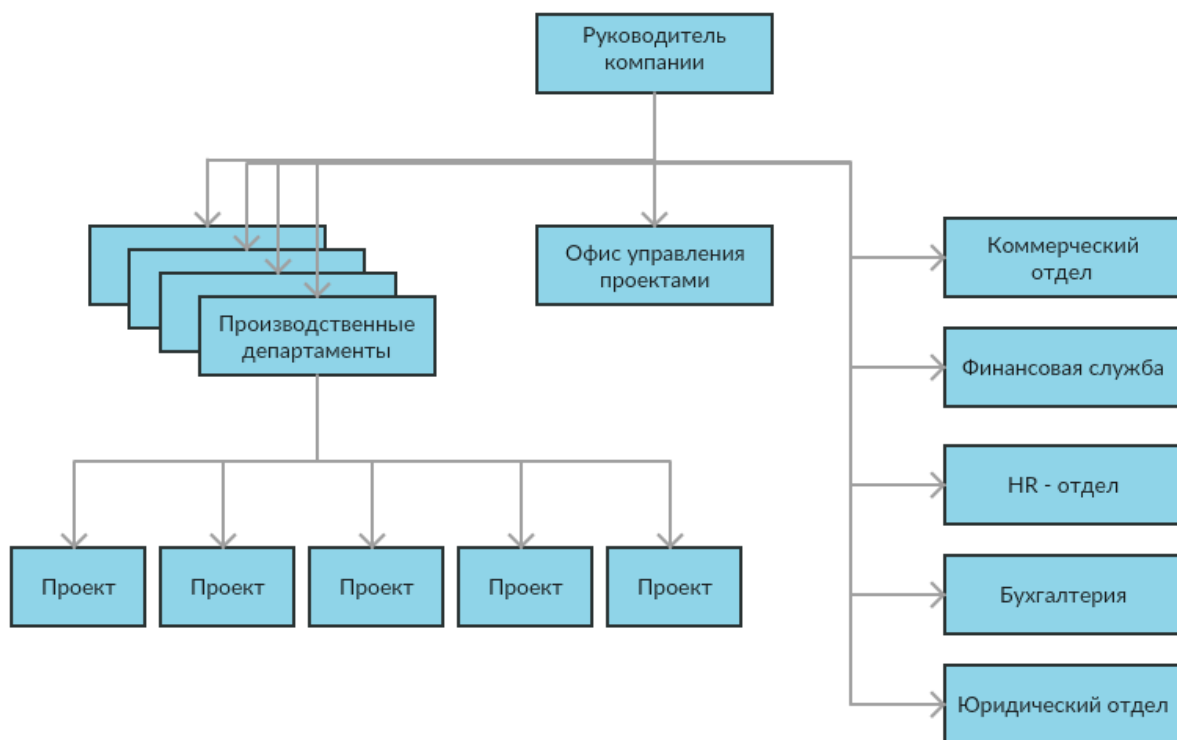 Руководитель
компании
Офис управления
проектами
Производственные
департаменты
Коммерческий
отдел
Финансовая служба
HR - отдел
Бухгалтерия
Юридический отдел
Проект
Проект
Проект
Проект
Проект